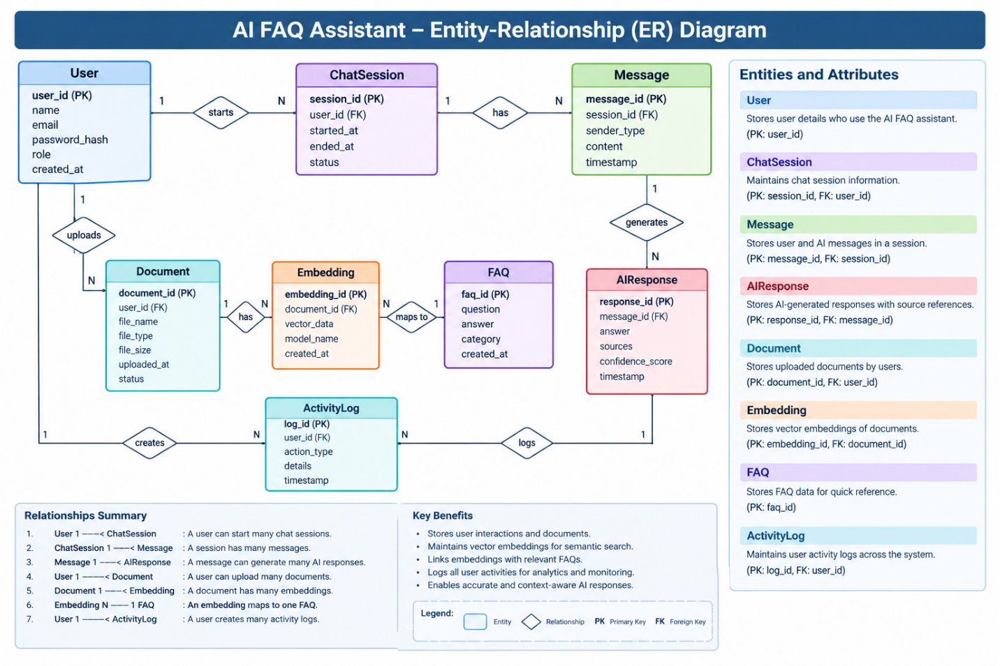 AI FAQ Assistant – Entity-Relationship (ER) Diagram
User
user_id (PK)
name
email
password_hash
role
created_at
1
starts
N
ChatSession
session_id (PK)
user_id (FK)
started_at
ended_at
status
1
has
N
Message
message_id (PK)
session_id (FK)
sender_type
content
timestamp
1
uploads
N
1
generates
N
Document
document_id (PK)
user_id (FK)
file_name
file_type
file_size
uploaded_at
status
1
has
N
Embedding
embedding_id (PK)
document_id (FK)
vector_data
model_name
created_at
N
maps to
1
FAQ
faq_id (PK)
question
answer
category
created_at
AIResponse
response_id (PK)
message_id (FK)
answer
sources
confidence_score
timestamp
1
creates
N
ActivityLog
log_id (PK)
user_id (FK)
action_type
details
timestamp
N
logs
1
Entities and Attributes
User
Stores user details who use the AI FAQ assistant.
(PK: user_id)
ChatSession
Maintains chat session information.
(PK: session_id, FK: user_id)
Message
Stores user and AI messages in a session.
(PK: message_id, FK: session_id)
AIResponse
Stores AI-generated responses with source references.
(PK: response_id, FK: message_id)
Document
Stores uploaded documents by users.
(PK: document_id, FK: user_id)
Embedding
Stores vector embeddings of documents.
(PK: embedding_id, FK: document_id)
FAQ
Stores FAQ data for quick reference.
(PK: faq_id)
ActivityLog
Maintains user activity logs across the system.
(PK: log_id, FK: user_id)
Relationships Summary
1. User 1 ───< ChatSession : A user can start many chat sessions.
2. ChatSession 1 ───< Message : A session has many messages.
3. Message 1 ───< AIResponse : A message can generate many AI responses.
4. User 1 ────< Document : A user can upload many documents.
5. Document 1 ───< Embedding : A document has many embeddings.
6. Embedding N ─── 1 FAQ : An embedding maps to one FAQ.
7. User 1 ────< ActivityLog : A user creates many activity logs.
Key Benefits
• Stores user interactions and documents.
• Maintains vector embeddings for semantic search.
• Links embeddings with relevant FAQs.
• Logs all user activities for analytics and monitoring.
• Enables accurate and context-aware AI responses.
Legend: Entity Relationship PK Primary Key FK Foreign Key